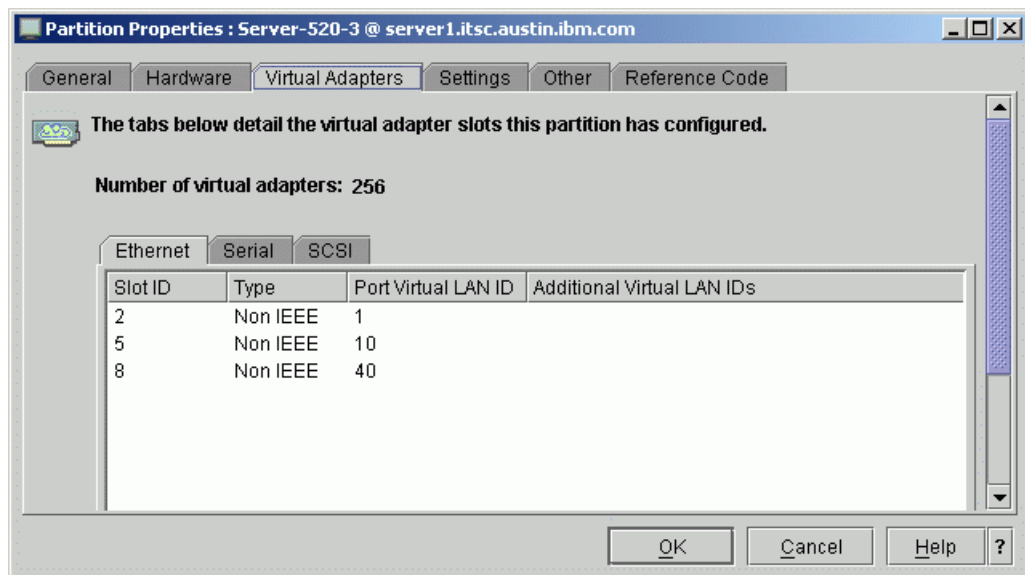 Partition Properties : Server-520-3 @ server1.itsc.austin.ibm.com
General Hardware Virtual Adapters Settings Other Reference Code
The tabs below detail the virtual adapter slots this partition has configured.
Number of virtual adapters: 256
Ethernet Serial SCSI
Slot ID Type Port Virtual LAN ID Additional Virtual LAN IDs
2 Non IEEE 1
5 Non IEEE 10
8 Non IEEE 40
OK Cancel Help ?